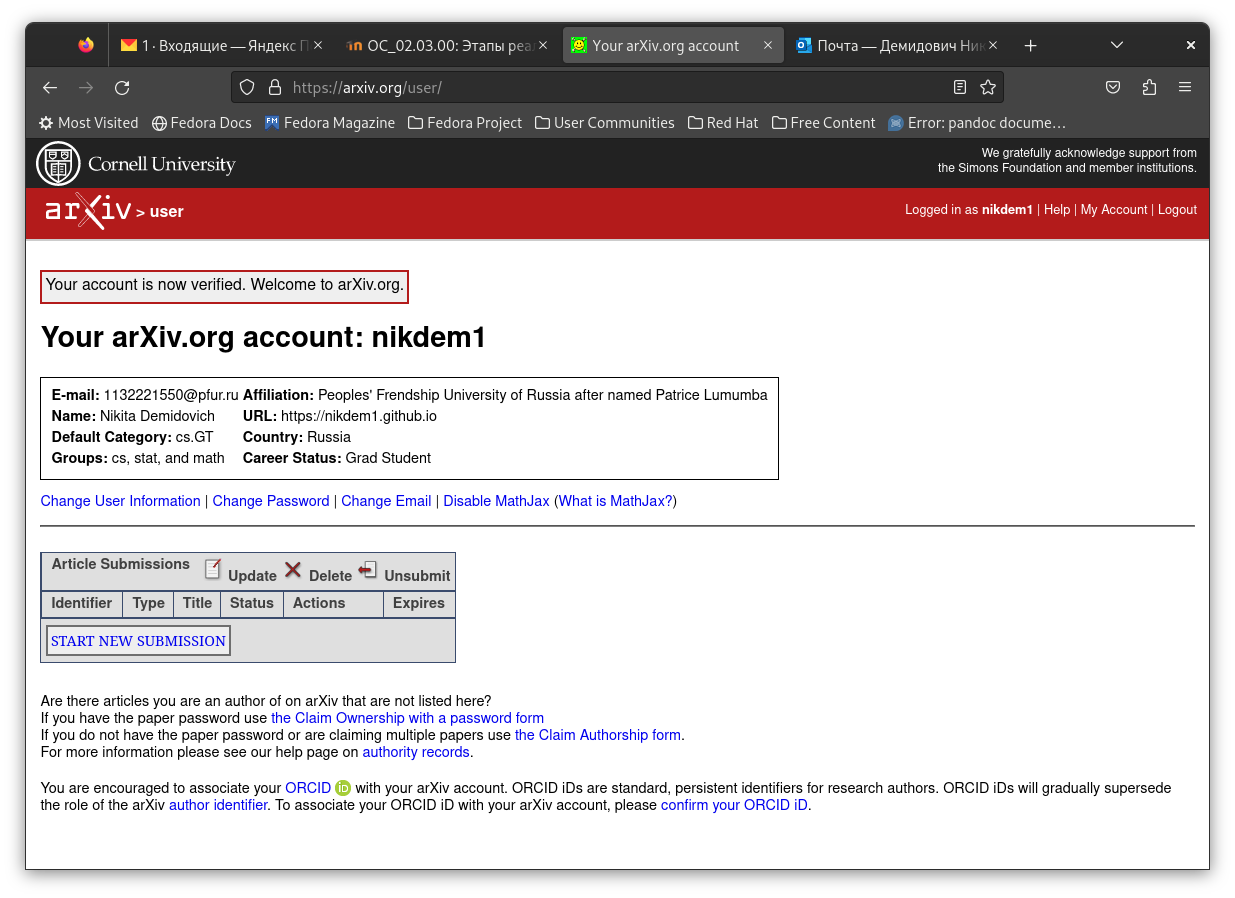 1 · Входящие — Яндекс П
ОС_02.03.00: Этапы реа
Your arXiv.org account
Почта — Демидович Ник
https://arxiv.org/user/
Most Visited
Fedora Docs
Fedora Magazine
Fedora Project
User Communities
Red Hat
Free Content
Error: pandoc docume…
Cornell University
We gratefully acknowledge support from
the Simons Foundation and member institutions.
arXiv > user
Logged in as nikdem1 | Help | My Account | Logout
Your account is now verified. Welcome to arXiv.org.
Your arXiv.org account: nikdem1
E-mail: 1132221550@pfur.ru Affiliation: Peoples' Frendship University of Russia after named Patrice Lumumba
Name: Nikita Demidovich URL: https://nikdem1.github.io
Default Category: cs.GT Country: Russia
Groups: cs, stat, and math Career Status: Grad Student
Change User Information | Change Password | Change Email | Disable MathJax (What is MathJax?)
Article Submissions Update Delete Unsubmit
Identifier Type Title Status Actions Expires
START NEW SUBMISSION
Are there articles you are an author of on arXiv that are not listed here?
If you have the paper password use the Claim Ownership with a password form
If you do not have the paper password or are claiming multiple papers use the Claim Authorship form.
For more information please see our help page on authority records.
You are encouraged to associate your ORCID iD with your arXiv account. ORCID iDs are standard, persistent identifiers for research authors. ORCID iDs will gradually supersede
the role of the arXiv author identifier. To associate your ORCID iD with your arXiv account, please confirm your ORCID iD.